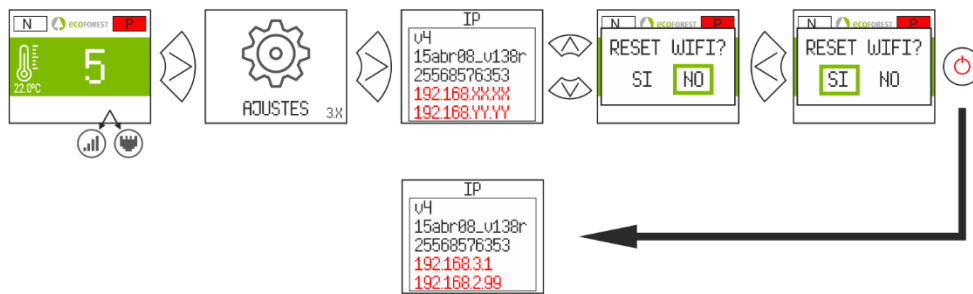 N ecoFOREST P
5
22.0ºC
AJUSTES 3.X
IP
v4
15abr08_v138r
25568576353
192.168.XX.XX
192.168.YY.YY
N ecoFOREST P
RESET WIFI?
SI NO
N ecoFOREST P
RESET WIFI?
SI NO
IP
v4
15abr08_v138r
25568576353
192.168.3.1
192.168.2.99